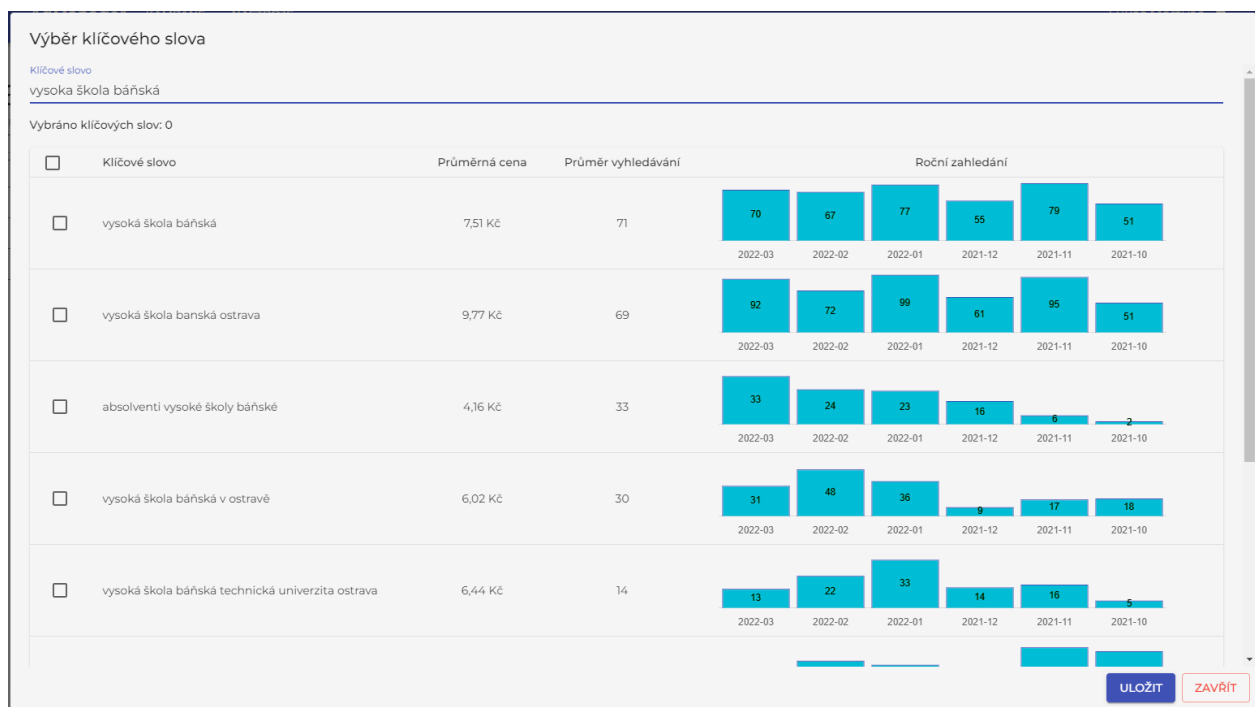 Výběr klíčového slova
Klíčové slovo
vysoka škola báňská
Vybráno klíčových slov: 0
Klíčové slovo Průměrná cena Průměr vyhledávání Roční zahledání
vysoká škola báňská 7,51 Kč 71 70 67 77 55 79 51
2022-03 2022-02 2022-01 2021-12 2021-11 2021-10
vysoká škola banská ostrava 9,77 Kč 69 92 72 99 61 95 51
2022-03 2022-02 2022-01 2021-12 2021-11 2021-10
absolventi vysoké školy báňské 4,16 Kč 33 33 24 23 16 6 2
2022-03 2022-02 2022-01 2021-12 2021-11 2021-10
vysoká škola báňská v ostravě 6,02 Kč 30 31 48 36 9 17 18
2022-03 2022-02 2022-01 2021-12 2021-11 2021-10
vysoká škola báňská technická univerzita ostrava 6,44 Kč 14 13 22 33 14 16 5
2022-03 2022-02 2022-01 2021-12 2021-11 2021-10
ULOŽIT ZAVŘÍT